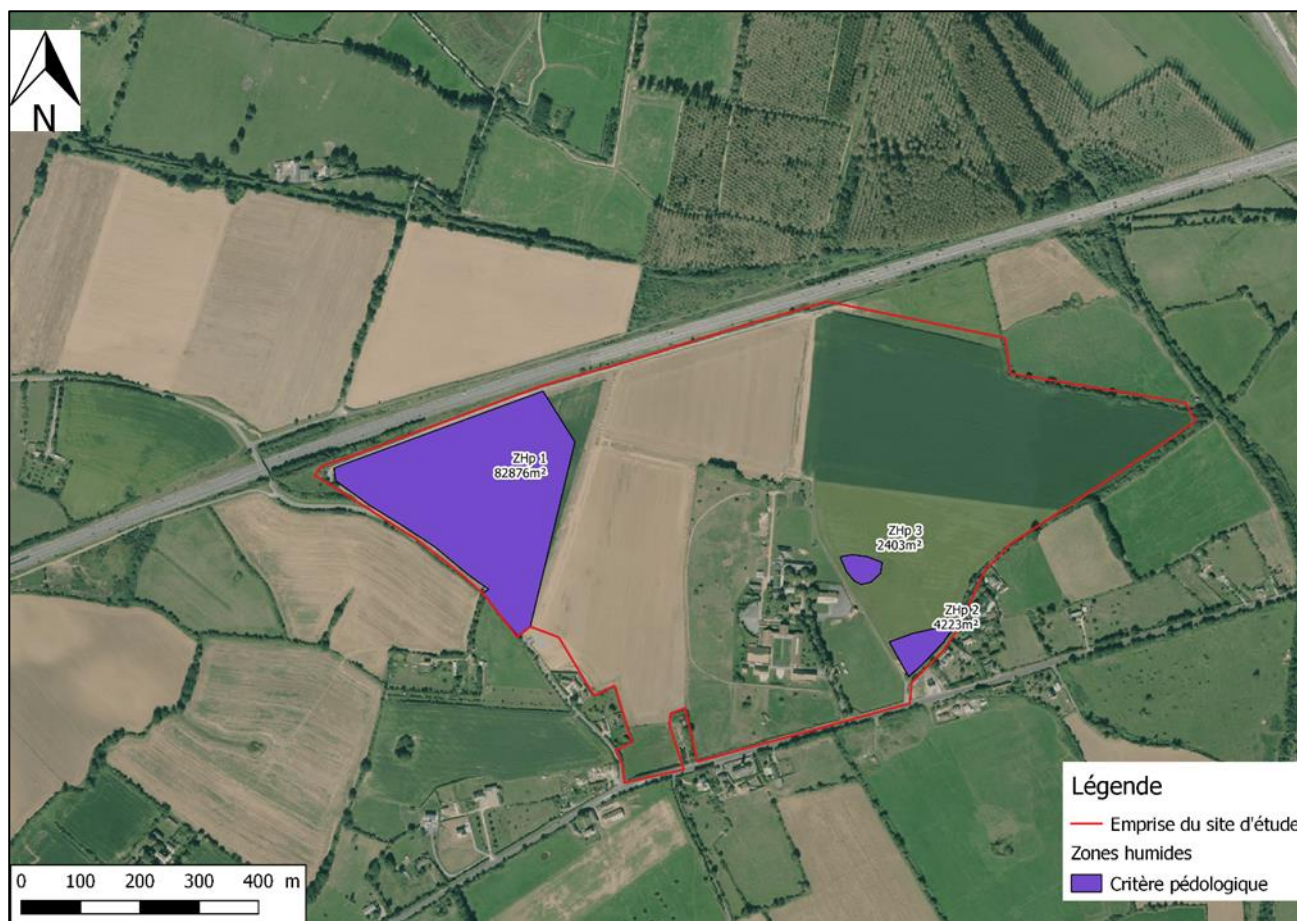 N
ZHp 1
82876m²
ZHp 3
2403m²
ZHp 2
4223m²
Légende
Emprise du site d'étude
Zones humides
Critère pédologique
0 100 200 300 400 m